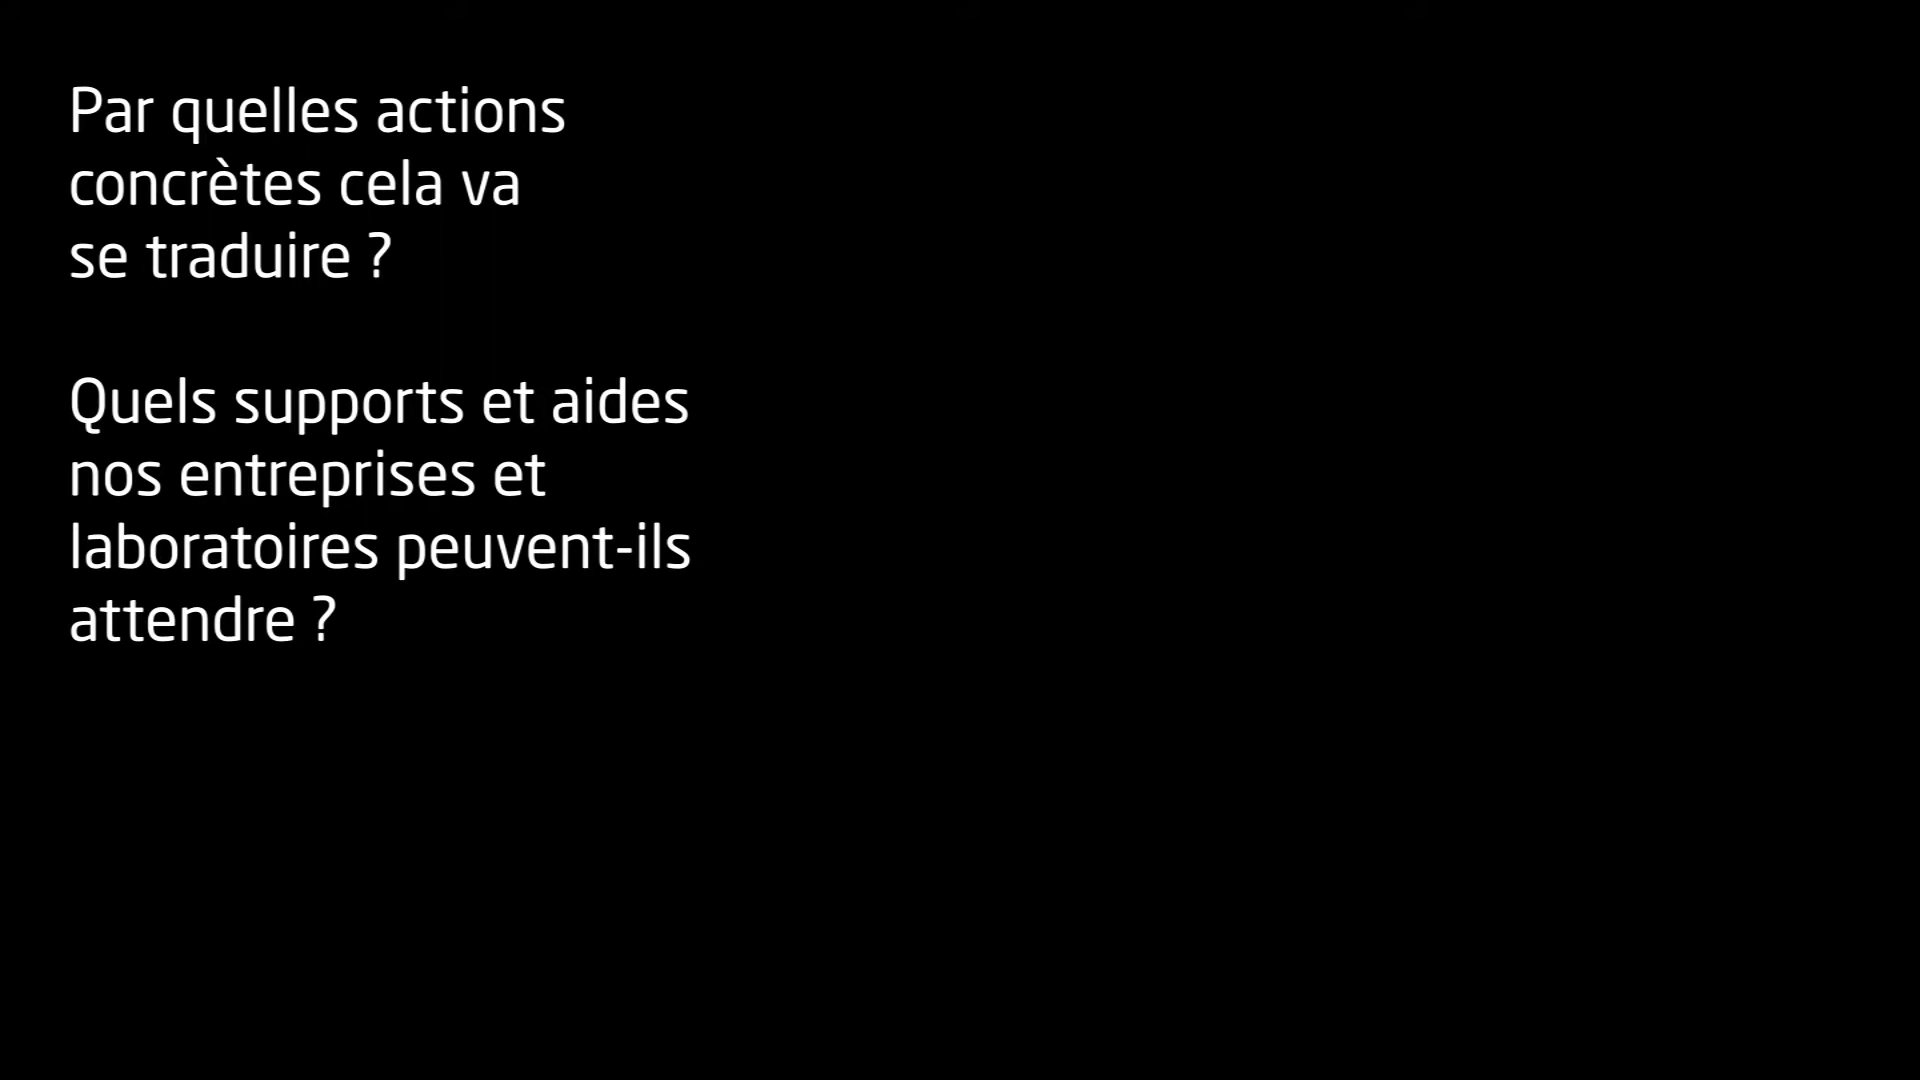 Par quelles actions
concrètes cela va
se traduire ?
Quels supports et aides
nos entreprises et
laboratoires peuvent-ils
attendre ?